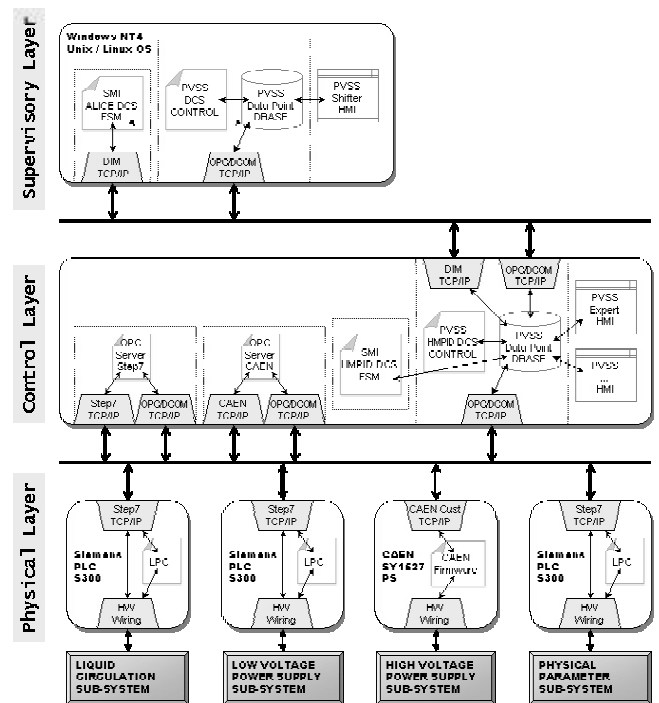 Supervisory Layer
Windows NT4
Unix / Linux OS
SMI
ALICE DCS
FSM
PVSS
DCS
CONTROL
PVSS
Data Point
DBASE
PVSS
Shifter
HMI
DIM
TCP/IP
OPC/DCOM
TCP/IP
Control Layer
DIM
TCP/IP
OPC/DCOM
TCP/IP
PVSS
Expert
HMI
OPC
Server
Step7
OPC
Server
CAEN
SMI
HMPID DCS
FSM
PVSS
HMPID DCS
CONTROL
PVSS
Data Point
DBASE
PVSS
...
HMI
Step7
TCP/IP
OPC/DCOM
TCP/IP
CAEN
TCP/IP
OPC/DCOM
TCP/IP
OPC/DCOM
TCP/IP
Physical Layer
Step7
TCP/IP
Siemens
PLC
S300
LPC
HW
Wiring
Step7
TCP/IP
Siemens
PLC
S300
LPC
HW
Wiring
CAEN Cust
TCP/IP
CAEN
SY1527
PS
CAEN
Firmware
HW
Wiring
Step7
TCP/IP
Siemens
PLC
S300
LPC
HW
Wiring
LIQUID
CIRCULATION
SUB-SYSTEM
LOW VOLTAGE
POWER SUPPLY
SUB-SYSTEM
HIGH VOLTAGE
POWER SUPPLY
SUB-SYSTEM
PHYSICAL
PARAMETER
SUB-SYSTEM